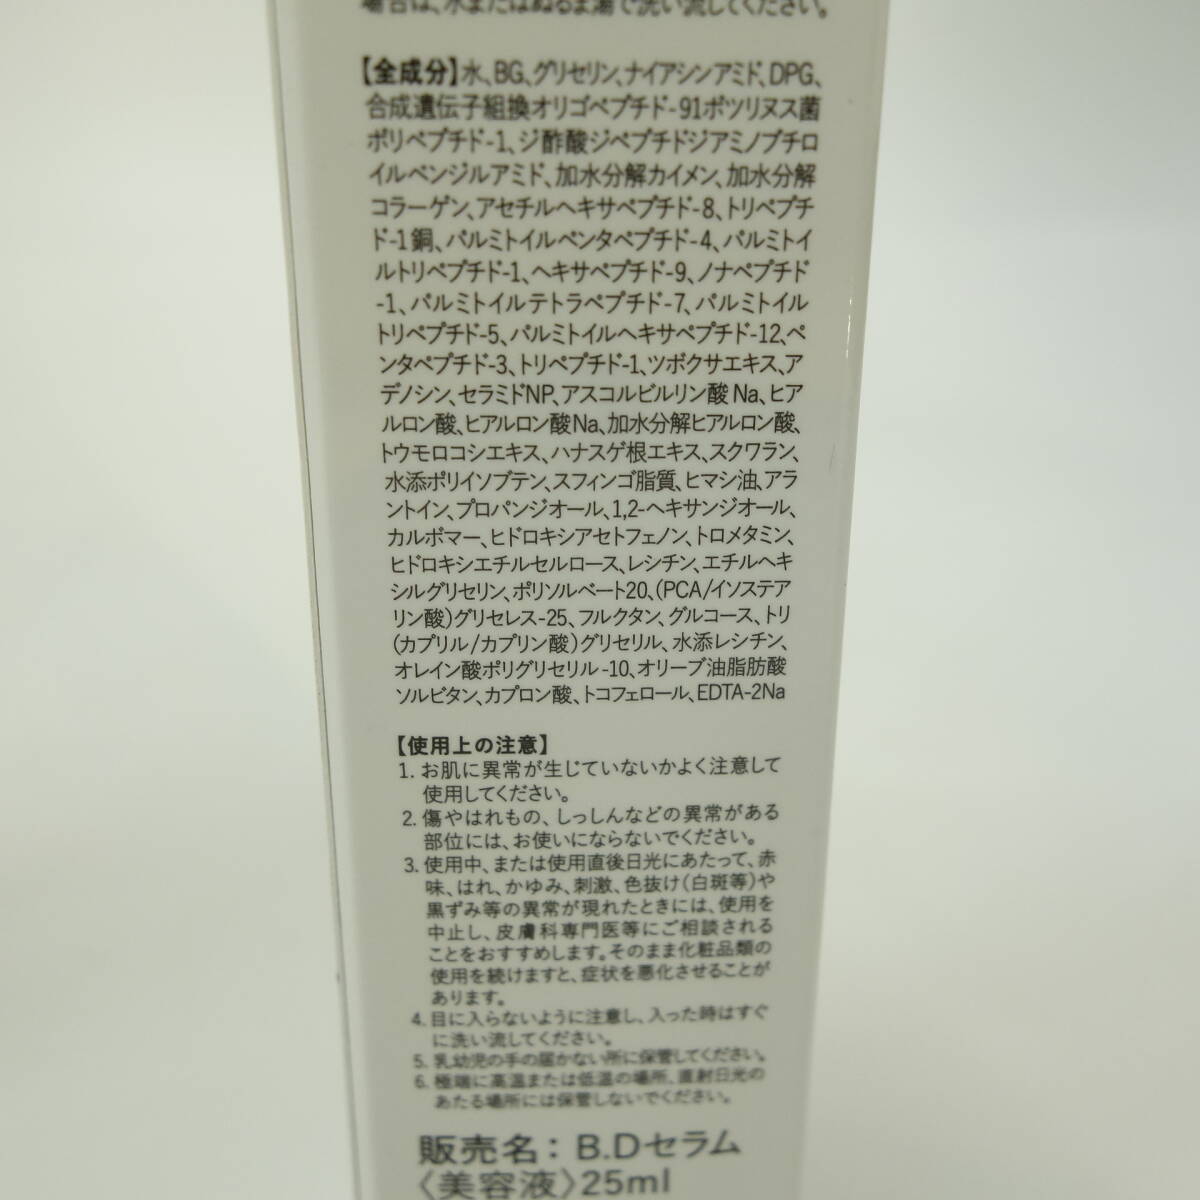 場合は、水またはぬるま湯で洗い流してください。
【全成分】水、BG、グリセリン、ナイアシンアミド、DPG、
合成遺伝子組換オリゴペプチド-91ボツリヌス菌
ポリペプチド-1、ジ酢酸ジペプチドジアミノブチロ
イルベンジルアミド、加水分解カイメン、加水分解
コラーゲン、アセチルヘキサペプチド-8、トリペプチ
ド-1銅、パルミトイルペンタペプチド-4、パルミトイ
ルトリペプチド-1、ヘキサペプチド-9、ノナペプチド
-1、パルミトイルテトラペプチド-7、パルミトイル
トリペプチド-5、パルミトイルヘキサペプチド-12、ペ
ンタペプチド-3、トリペプチド-1、ツボクサエキス、ア
デノシン、セラミドNP、アスコルビルリン酸Na、ヒア
ルロン酸、ヒアルロン酸Na、加水分解ヒアルロン酸、
トウモロコシエキス、ハナスゲ根エキス、スクワラン、
水添ポリイソブテン、スフィンゴ脂質、ヒマシ油、アラ
ントイン、プロパンジオール、1,2-ヘキサンジオール、
カルボマー、ヒドロキシアセトフェノン、トロメタミン、
ヒドロキシエチルセルロース、レシチン、エチルヘキ
シルグリセリン、ポリソルベート20、(PCA/イソステア
リン酸)グリセレス-25、フルクタン、グルコース、トリ
(カプリル/カプリン酸)グリセリル、水添レシチン、
オレイン酸ポリグリセリル-10、オリーブ油脂肪酸
ソルビタン、カプロン酸、トコフェロール、EDTA-2Na
【使用上の注意】
1. お肌に異常が生じていないかよく注意して
使用してください。
2. 傷やはれもの、しっしんなどの異常がある
部位には、お使いにならないでください。
3. 使用中、または使用直後日光にあたって、赤
味、はれ、かゆみ、刺激、色抜け(白斑等)や
黒ずみ等の異常が現れたときには、使用を
中止し、皮膚科専門医等にご相談される
ことをおすすめします。そのまま化粧品類の
使用を続けますと、症状を悪化させることが
あります。
4. 目に入らないように注意し、入った時はすぐ
に洗い流してください。
5. 乳幼児の手の届かない所に保管してください。
6. 極端に高温または低温の場所、直射日光の
あたる場所には保管しないでください。
販売名：B.Dセラム
〈美容液〉25ml